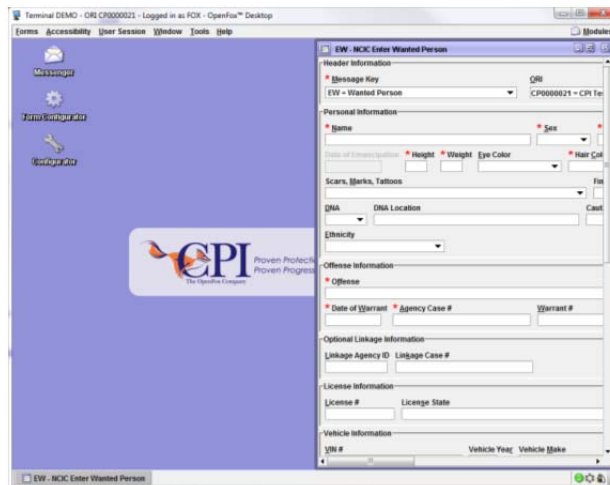 Terminal DEMO - ORI CP0000021 - Logged in as FOX - OpenFox™ Desktop
Forms Accessibility User Session Window Tools Help Modules
Messenger
Form Configurator
Configurator
CPI
The OpenFox Company
Proven Protecti
Proven Progress
EW - NCIC Enter Wanted Person
Header Information
* Message Key ORI
EW = Wanted Person CP0000021 = CPI Te
Personal Information
* Name * Sex *
Date of Emancipation * Height * Weight Eye Color * Hair Col
Scars, Marks, Tattoos
DNA DNA Location Caut
Ethnicity
Offense Information
* Offense
* Date of Warrant * Agency Case # Warrant #
Optional Linkage Information
Linkage Agency ID Linkage Case #
License Information
License # License State
Vehicle Information
VIN # Vehicle Year Vehicle Make
EW - NCIC Enter Wanted Person